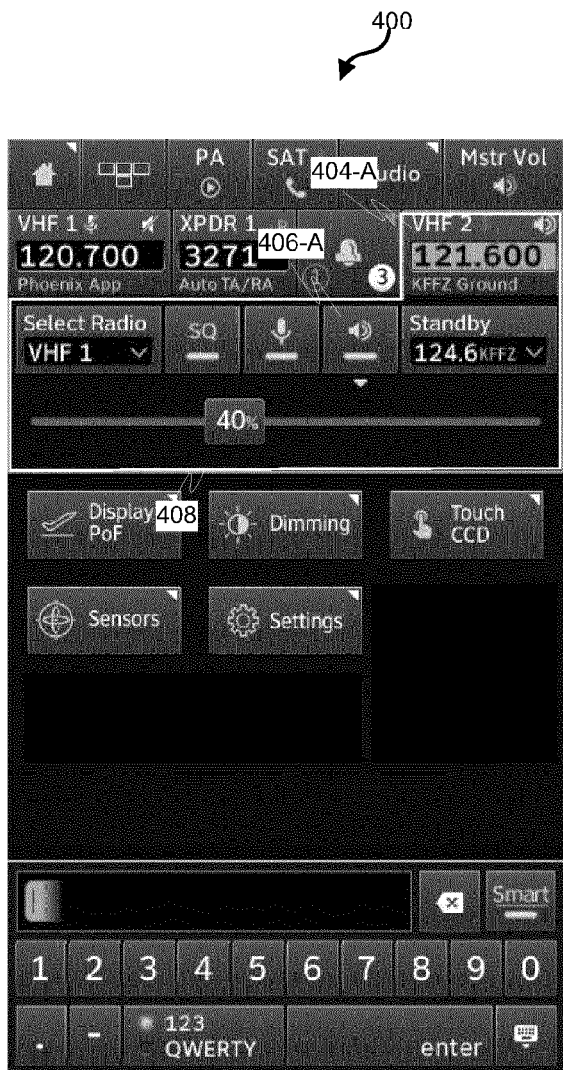 400
PA
SAT
404-A
udio
Mstr Vol
VHF 1
XPDR 1
VHF 2
120.700
3271
406-A
121.600
Phoenix App
Auto TA/RA
1
3
KFFZ Ground
Select Radio
SQ
Standby
VHF 1
124.6 KFFZ
40%
Display
PoF
408
Dimming
Touch
CCD
Sensors
Settings
Smart
1 2 3 4 5 6 7 8 9 0
. -
123
QWERTY
enter